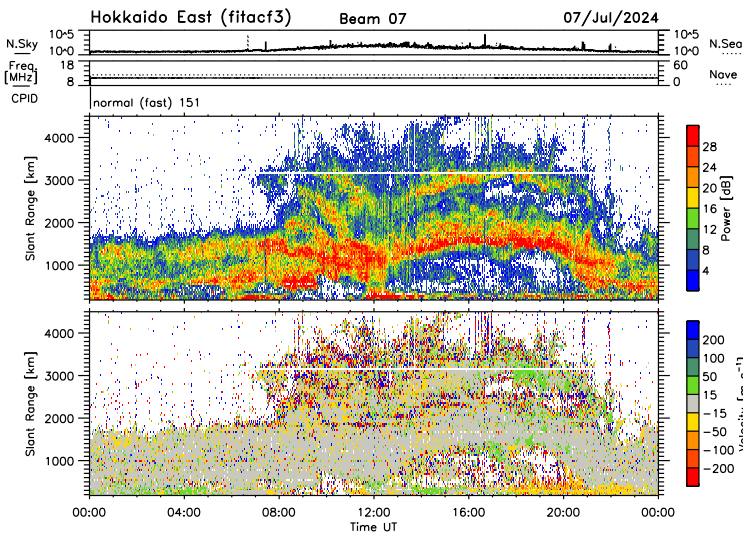 Hokkaido East (fitacf3) Beam 07 07/Jul/2024
N.Sky 10^5 10^0 10^5 10^0 N.Sea
Freq. [MHz] 18 8 60 0 Nave
CPID normal (fast) 151
Slant Range [km] 4000 3000 2000 1000
28 24 20 16 12 8 4 Power [dB]
Slant Range [km] 4000 3000 2000 1000
200 100 50 15 -15 -50 -100 -200 Velocity
00:00 04:00 08:00 12:00 16:00 20:00 00:00
Time UT